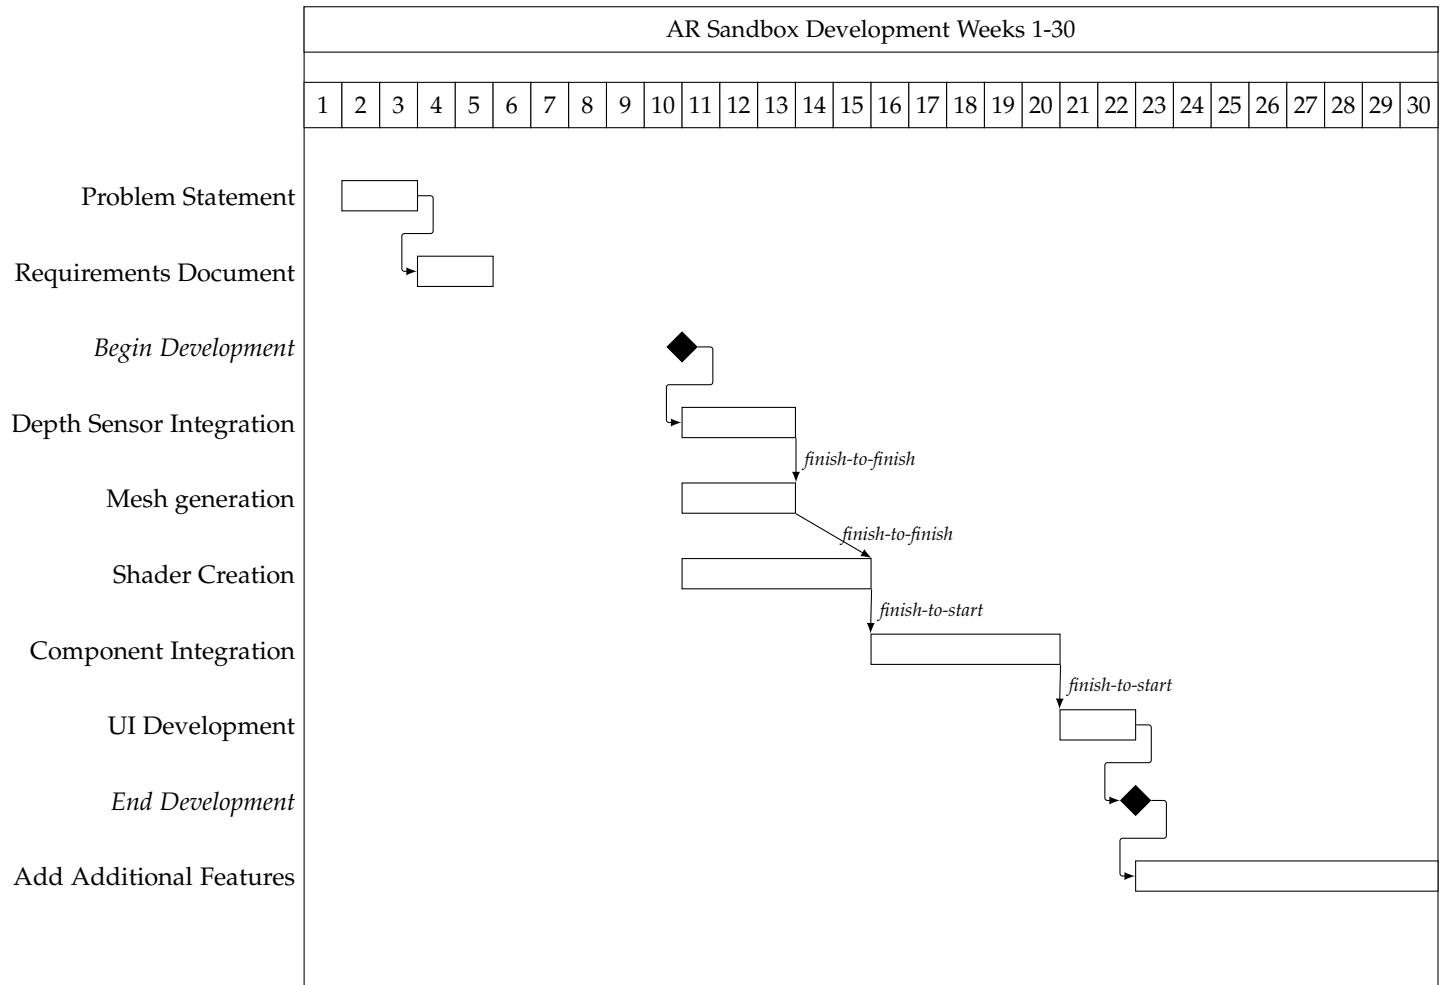 AR Sandbox Development Weeks 1-30
1 2 3 4 5 6 7 8 9 10 11 12 13 14 15 16 17 18 19 20 21 22 23 24 25 26 27 28 29 30
Problem Statement
Requirements Document
Begin Development
Depth Sensor Integration
finish-to-finish
Mesh generation
finish-to-finish
Shader Creation
finish-to-start
Component Integration
finish-to-start
UI Development
End Development
Add Additional Features